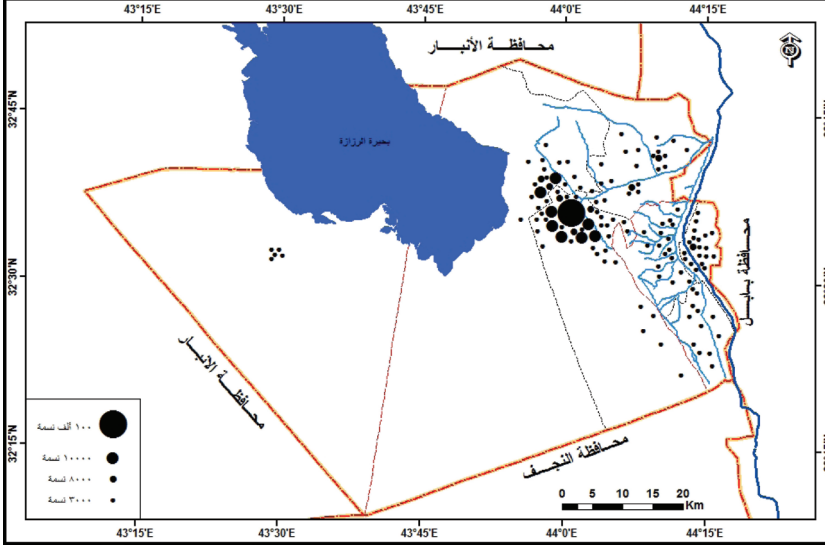 43°15'E 43°30'E 43°45'E 44°0'E 44°15'E
محافظة الأنبار
N
32°45'N
بحيرة الرزازة
محافظة بابل
32°30'N
محافظة الأنبار
محافظة النجف
١٠٠ ألف نسمة
١٠٠٠٠ نسمة
٨٠٠٠ نسمة
٣٠٠٠ نسمة
32°15'N
0 5 10 15 20
Km
43°15'E 43°30'E 43°45'E 44°0'E 44°15'E